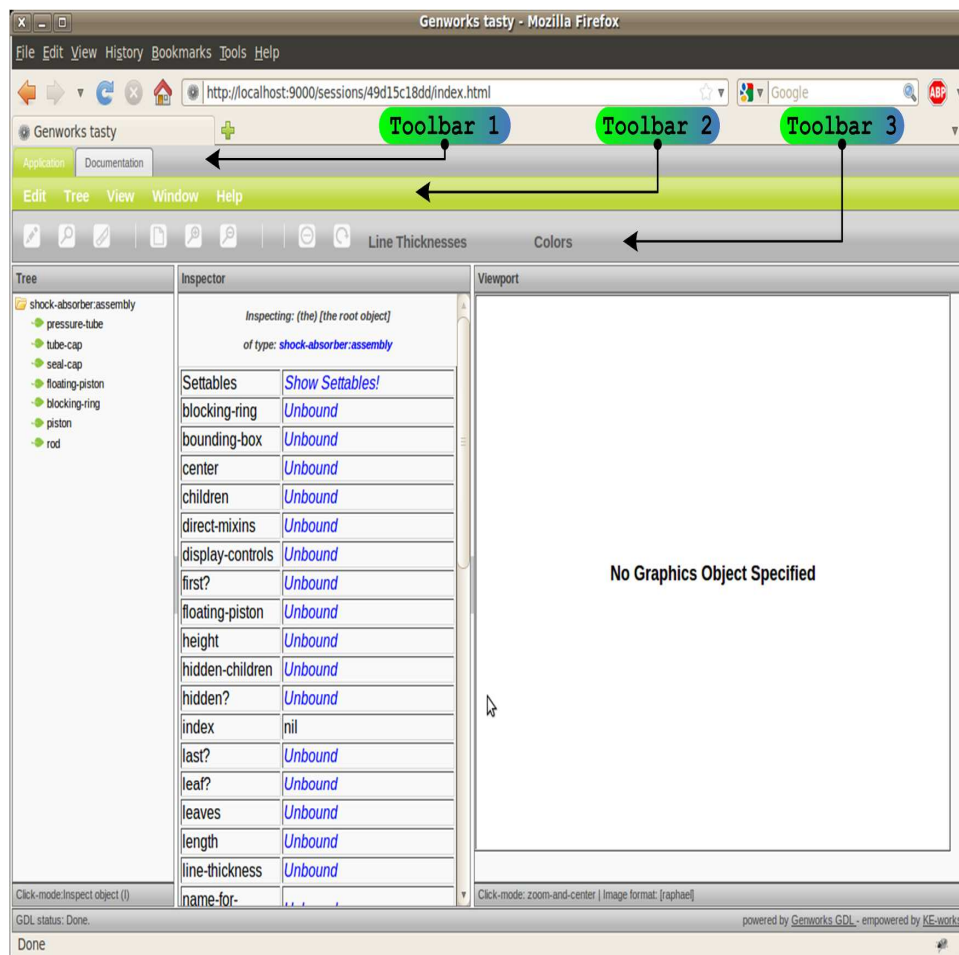 Genworks tasty - Mozilla Firefox
File Edit View History Bookmarks Tools Help
http://localhost:9000/sessions/49d15c18dd/index.html
Google
ABP
Genworks tasty
Toolbar 1
Toolbar 2
Toolbar 3
Application
Documentation
Edit Tree View Window Help
Line Thicknesses
Colors
Tree
shock-absorber:assembly
pressure-tube
tube-cap
seal-cap
floating-piston
blocking-ring
piston
rod
Click-mode:Inspect object (I)
Inspector
Inspecting: (the) [the root object]
of type: shock-absorber:assembly
Settables Show Settables!
blocking-ring Unbound
bounding-box Unbound
center Unbound
children Unbound
direct-mixins Unbound
display-controls Unbound
first? Unbound
floating-piston Unbound
height Unbound
hidden-children Unbound
hidden? Unbound
index nil
last? Unbound
leaf? Unbound
leaves Unbound
length Unbound
line-thickness Unbound
name-for-
Viewport
No Graphics Object Specified
Click-mode: zoom-and-center | Image format: [raphael]
GDL status: Done.
powered by Genworks GDL - empowered by KE-works
Done